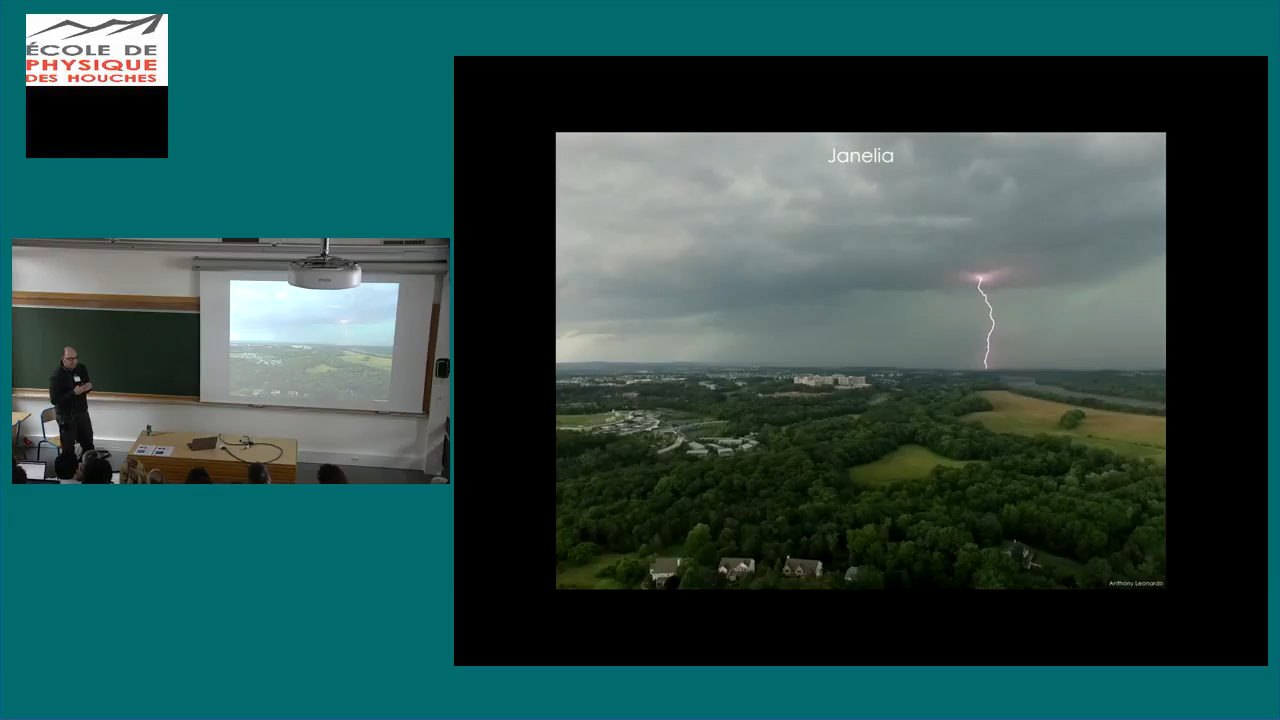 ÉCOLE DE
PHYSIQUE
DES HOUCHES
Janelia
Anthony Leonardo